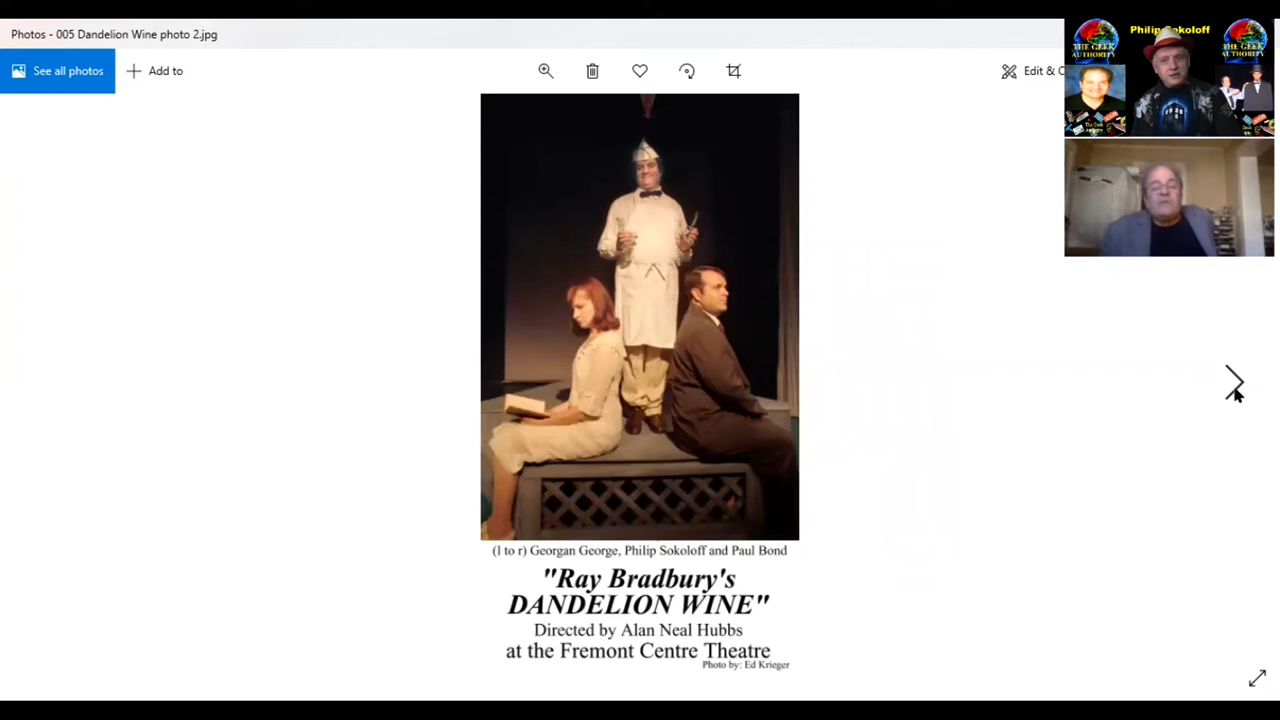 Photos - 005 Dandelion Wine photo 2.jpg
See all photos
Add to
Edit & C
Philip Sokoloff
THE GEEK
AUTHORITY
THE GEEK
AUTHORITY
(l to r) Georgan George, Philip Sokoloff and Paul Bond
"Ray Bradbury's
DANDELION WINE"
Directed by Alan Neal Hubbs
at the Fremont Centre Theatre
Photo by: Ed Krieger